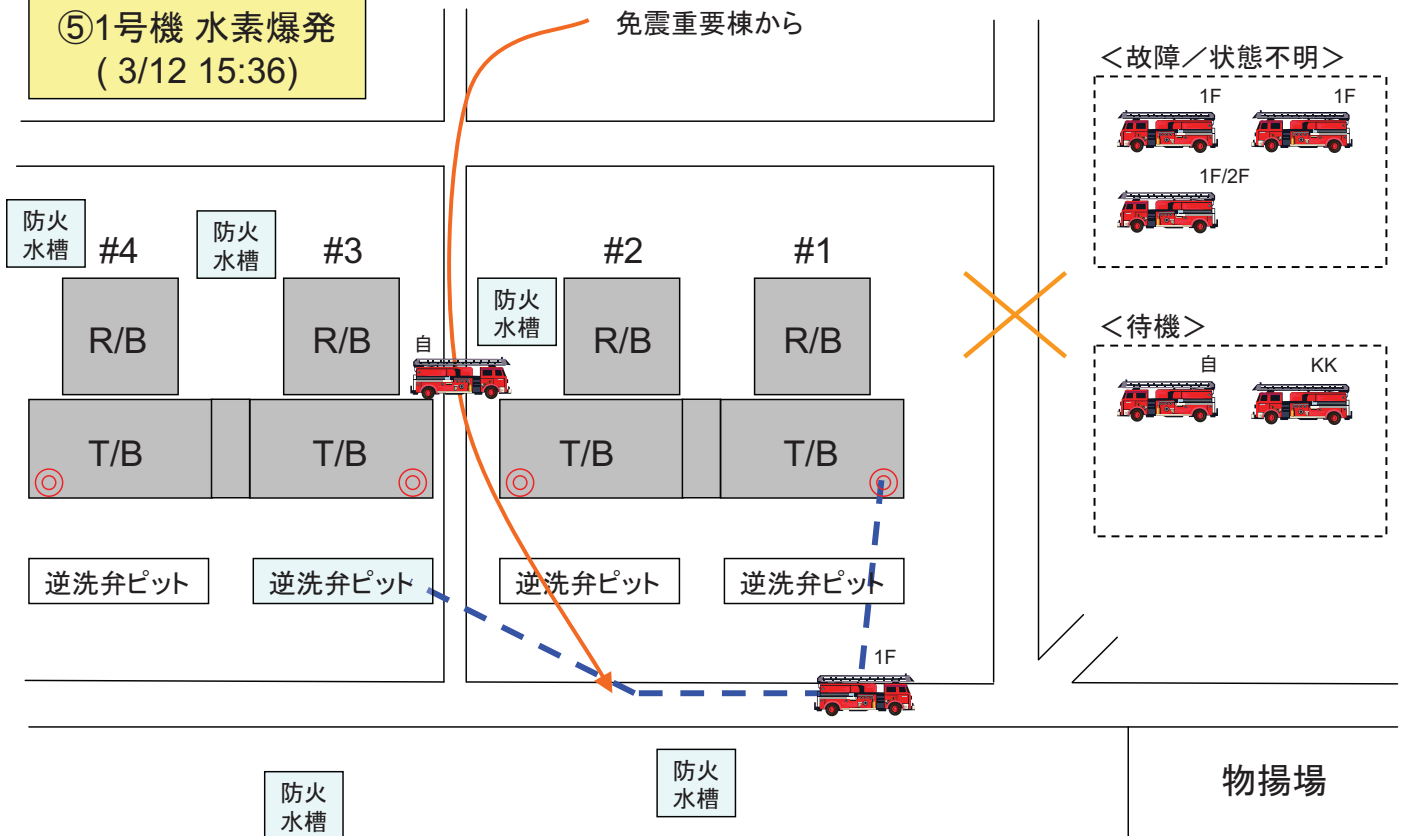 ⑤1号機 水素爆発
( 3/12 15:36)
免震重要棟から
＜故障／状態不明＞
1F
1F
1F/2F
防火
水槽
#4
防火
水槽
#3
防火
水槽
#2
#1
R/B
R/B
R/B
R/B
自
＜待機＞
自
KK
T/B
T/B
T/B
T/B
逆洗弁ピット
逆洗弁ピット
逆洗弁ピット
逆洗弁ピット
1F
防火
水槽
防火
水槽
物揚場